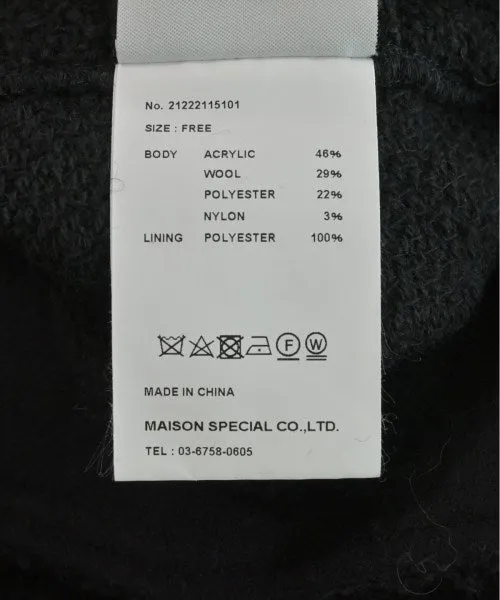 No. 21222115101
SIZE : FREE
BODY ACRYLIC 46%
WOOL 29%
POLYESTER 22%
NYLON 3%
LINING POLYESTER 100%
F W
MADE IN CHINA
MAISON SPECIAL CO.,LTD.
TEL : 03-6758-0605